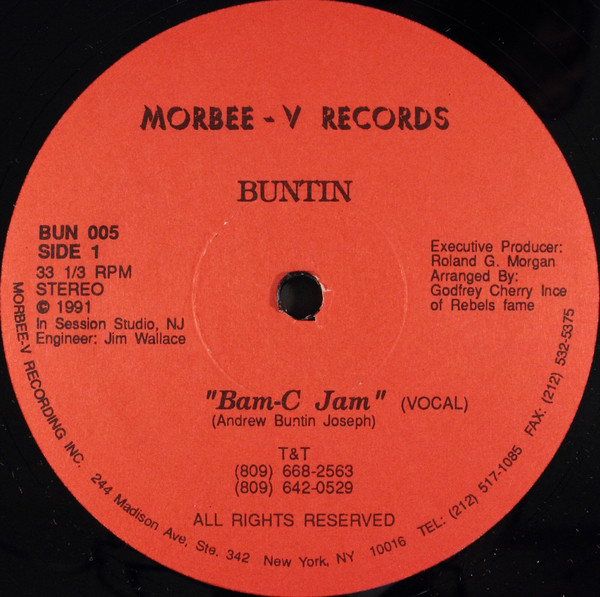 MORBEE - V RECORDS
BUNTIN
BUN 005
SIDE 1
33 1/3 RPM
STEREO
© 1991
In Session Studio, NJ
Engineer: Jim Wallace
Executive Producer:
Roland G. Morgan
Arranged By:
Godfrey Cherry Ince
of Rebels fame
"Bam-C Jam" (VOCAL)
(Andrew Buntin Joseph)
T&T
(809) 668-2563
(809) 642-0529
ALL RIGHTS RESERVED
MORBEE-V RECORDING INC. 244 Madison Ave, Ste. 342 New York, NY 10016 TEL: (212) 517-1085 FAX: (212) 532-5375